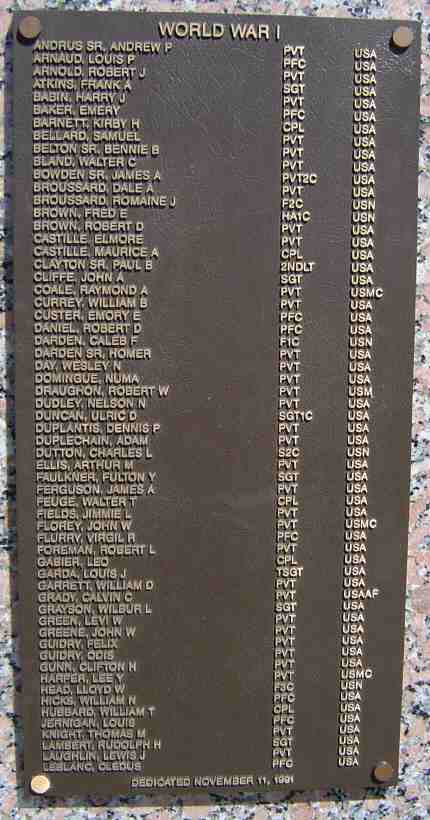 WORLD WAR I
ANDRUS SR, ANDREW P PVT USA
ARNAUD, LOUIS P PFC USA
ARNOLD, ROBERT J PVT USA
ATKINS, FRANK A SGT USA
BABIN, HARRY J PVT USA
BAKER, EMERY PFC USA
BARNETT, KIRBY H CPL USA
BELLARD, SAMUEL PVT USA
BELTON SR, BENNIE B PVT USA
BLAND, WALTER C PVT USA
BOWDEN SR, JAMES A PVT2C USA
BROUSSARD, DALE A PVT USA
BROUSSARD, ROMAINE J F2C USN
BROWN, FRED E HA1C USN
BROWN, ROBERT D PVT USA
CASTILLE, ELMORE PVT USA
CASTILLE, MAURICE A CPL USA
CLAYTON SR, PAUL B 2NDLT USA
CLIFFE, JOHN A SGT USA
COALE, RAYMOND A PVT USMC
CURREY, WILLIAM B PVT USA
CUSTER, EMORY E PFC USA
DANIEL, ROBERT D PFC USA
DARDEN, CALEB F F1C USN
DARDEN SR, HOMER PVT USA
DAY, WESLEY N PVT USA
DOMINGUE, NUMA PVT USA
DRAUGHON, ROBERT W PVT USM
DUDLEY, NELSON N PVT USA
DUNCAN, ULRIC D SGT1C USA
DUPLANTIS, DENNIS P PVT USA
DUPLECHAIN, ADAM PVT USA
DUTTON, CHARLES L S2C USN
ELLIS, ARTHUR M PVT USA
FAULKNER, FULTON Y SGT USA
FERGUSON, JAMES A PVT USA
FEUGE, WALTER T CPL USA
FIELDS, JIMMIE L PVT USA
FLOREY, JOHN W PVT USMC
FLURRY, VIRGIL R PFC USA
FOREMAN, ROBERT L PVT USA
GABIER, LEO CPL USA
GARDA, LOUIS J TSGT USA
GARRETT, WILLIAM D PVT USA
GRADY, CALVIN C PVT USAAF
GRAYSON, WILBUR L SGT USA
GREEN, LEVI W PVT USA
GREENE, JOHN W PVT USA
GUIDRY, FELIX PVT USA
GUIDRY, ODIS PVT USA
GUNN, CLIFTON H PVT USA
HARPER, LEE Y PVT USMC
HEAD, LLOYD W F3C USN
HICKS, WILLIAM N PFC USA
HUBBARD, WILLIAM T CPL USA
JERNIGAN, LOUIS PFC USA
KNIGHT, THOMAS M PVT USA
LAMBERT, RUDOLPH H SGT USA
LAUGHLIN, LEWIS J PVT USA
LEBLANC, CLEDUS PFC USA
DEDICATED NOVEMBER 11, 1991